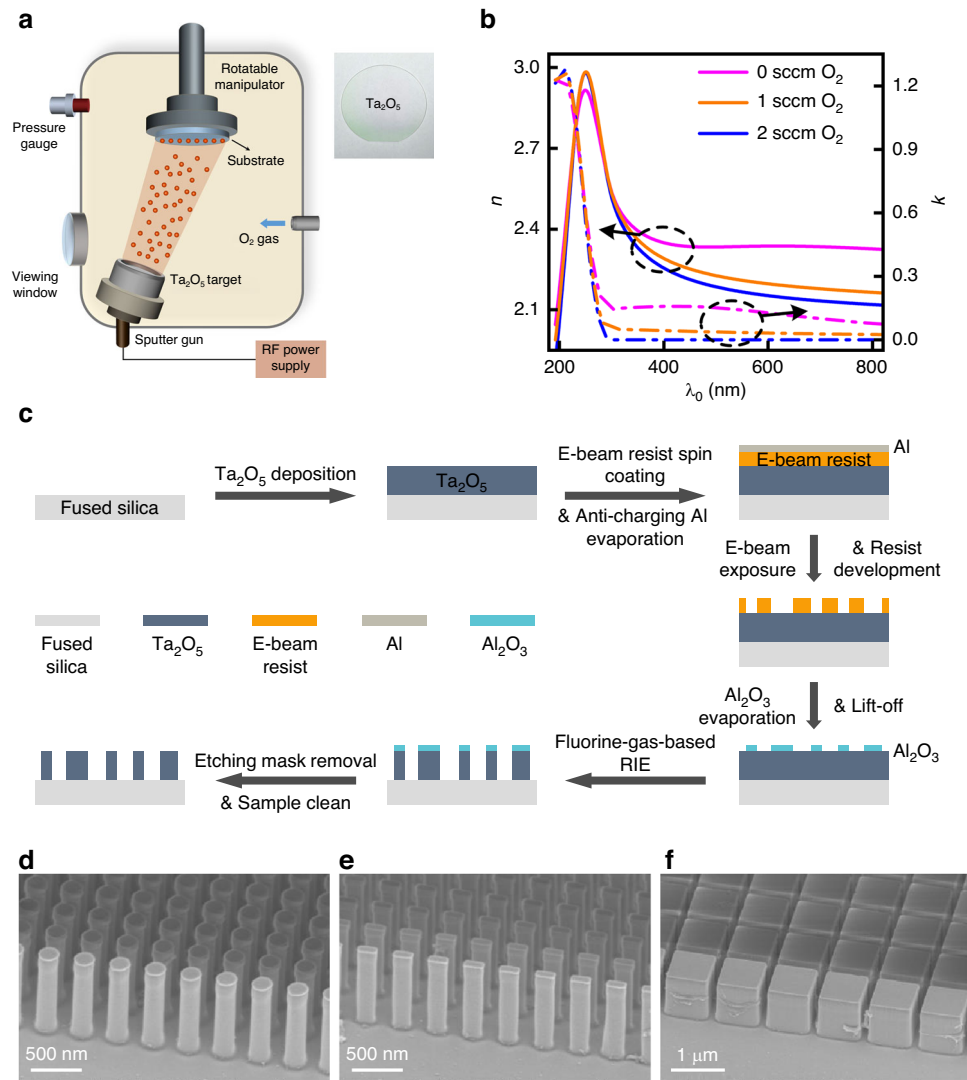 a
Rotatable
manipulator
Ta₂O₅
Pressure
gauge
Substrate
O₂ gas
Viewing
window
Ta₂O₅ target
Sputter gun
RF power
supply
b
3.0
2.7
2.4
2.1
n
0 sccm O₂
1 sccm O₂
2 sccm O₂
1.2
0.9
0.6
0.3
0.0
k
200 400 600 800
λ₀ (nm)
c
Fused silica
Ta₂O₅ deposition
Ta₂O₅
E-beam resist spin
coating
& Anti-charging Al
evaporation
Al
E-beam resist
E-beam
exposure
& Resist
development
Fused
silica
Ta₂O₅
E-beam
resist
Al
Al₂O₃
Al₂O₃
evaporation
& Lift-off
Al₂O₃
Fluorine-gas-based
RIE
Etching mask removal
& Sample clean
d
500 nm
e
500 nm
f
1 μm